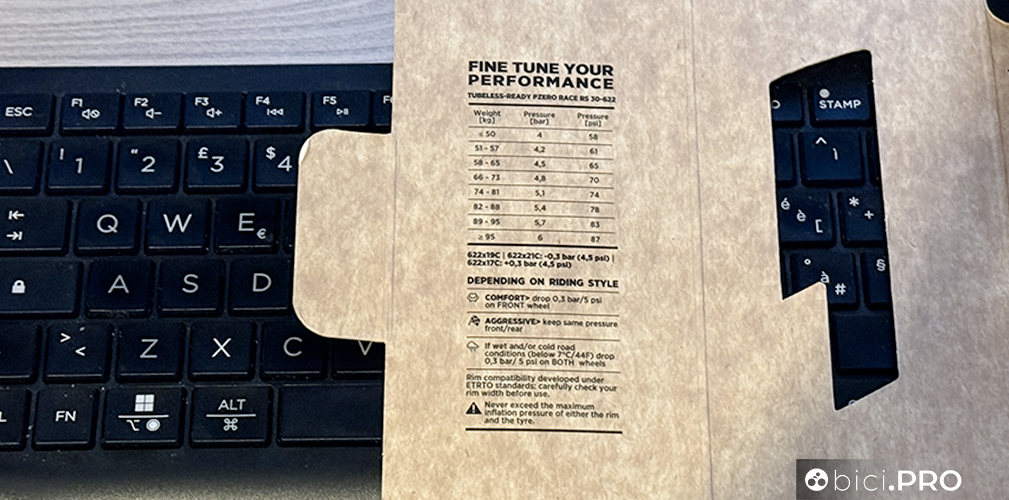 FINE TUNE YOUR
PERFORMANCE
TUBELESS-READY PZERO RACE RS 30-622
Weight [kg] Pressure [bar] Pressure [psi]
≤ 50 4 58
51 - 57 4,2 61
58 - 65 4,5 65
66 - 73 4,8 70
74 - 81 5,1 74
82 - 88 5,4 78
89 - 95 5,7 83
≥ 95 6 87
622x19C | 622x21C: -0,3 bar (4,5 psi) |
622x17C: +0,3 bar (4,5 psi)
DEPENDING ON RIDING STYLE
COMFORT> drop 0,3 bar/5 psi
on FRONT wheel
AGGRESSIVE> keep same pressure
front/rear
If wet and/or cold road
conditions (below 7°C/44F) drop
0,3 bar/ 5 psi on BOTH wheels
Rim compatibility developed under
ETRTO standards: carefully check your
rim width before use.
Never exceed the maximum
inflation pressure of either the rim
and the tyre.
ESC F1 F2 F3 F4 F5
\ ! 1 " 2 £ 3 $ 4
Q W E €
A S D
> < Z X C V
FN ALT
STAMP
^ ì
é è [ * +
° à # §
bici.PRO